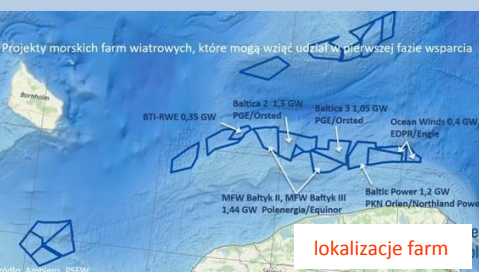 Projekty morskich farm wiatrowych, które mogą wziąć udział w pierwszej fazie wsparcia
Bornholm
BTI-RWE 0,35 GW
Baltica 2 1,5 GW
PGE/Orsted
Baltica 3 1,05 GW
PGE/Orsted
Ocean Winds 0,4 GW,
EDPR/Engie
MFW Bałtyk II, MFW Bałtyk III
1,44 GW Polenergia/Equinor
Baltic Power 1,2 GW
PKN Orlen/Northland Powe
lokalizacje farm